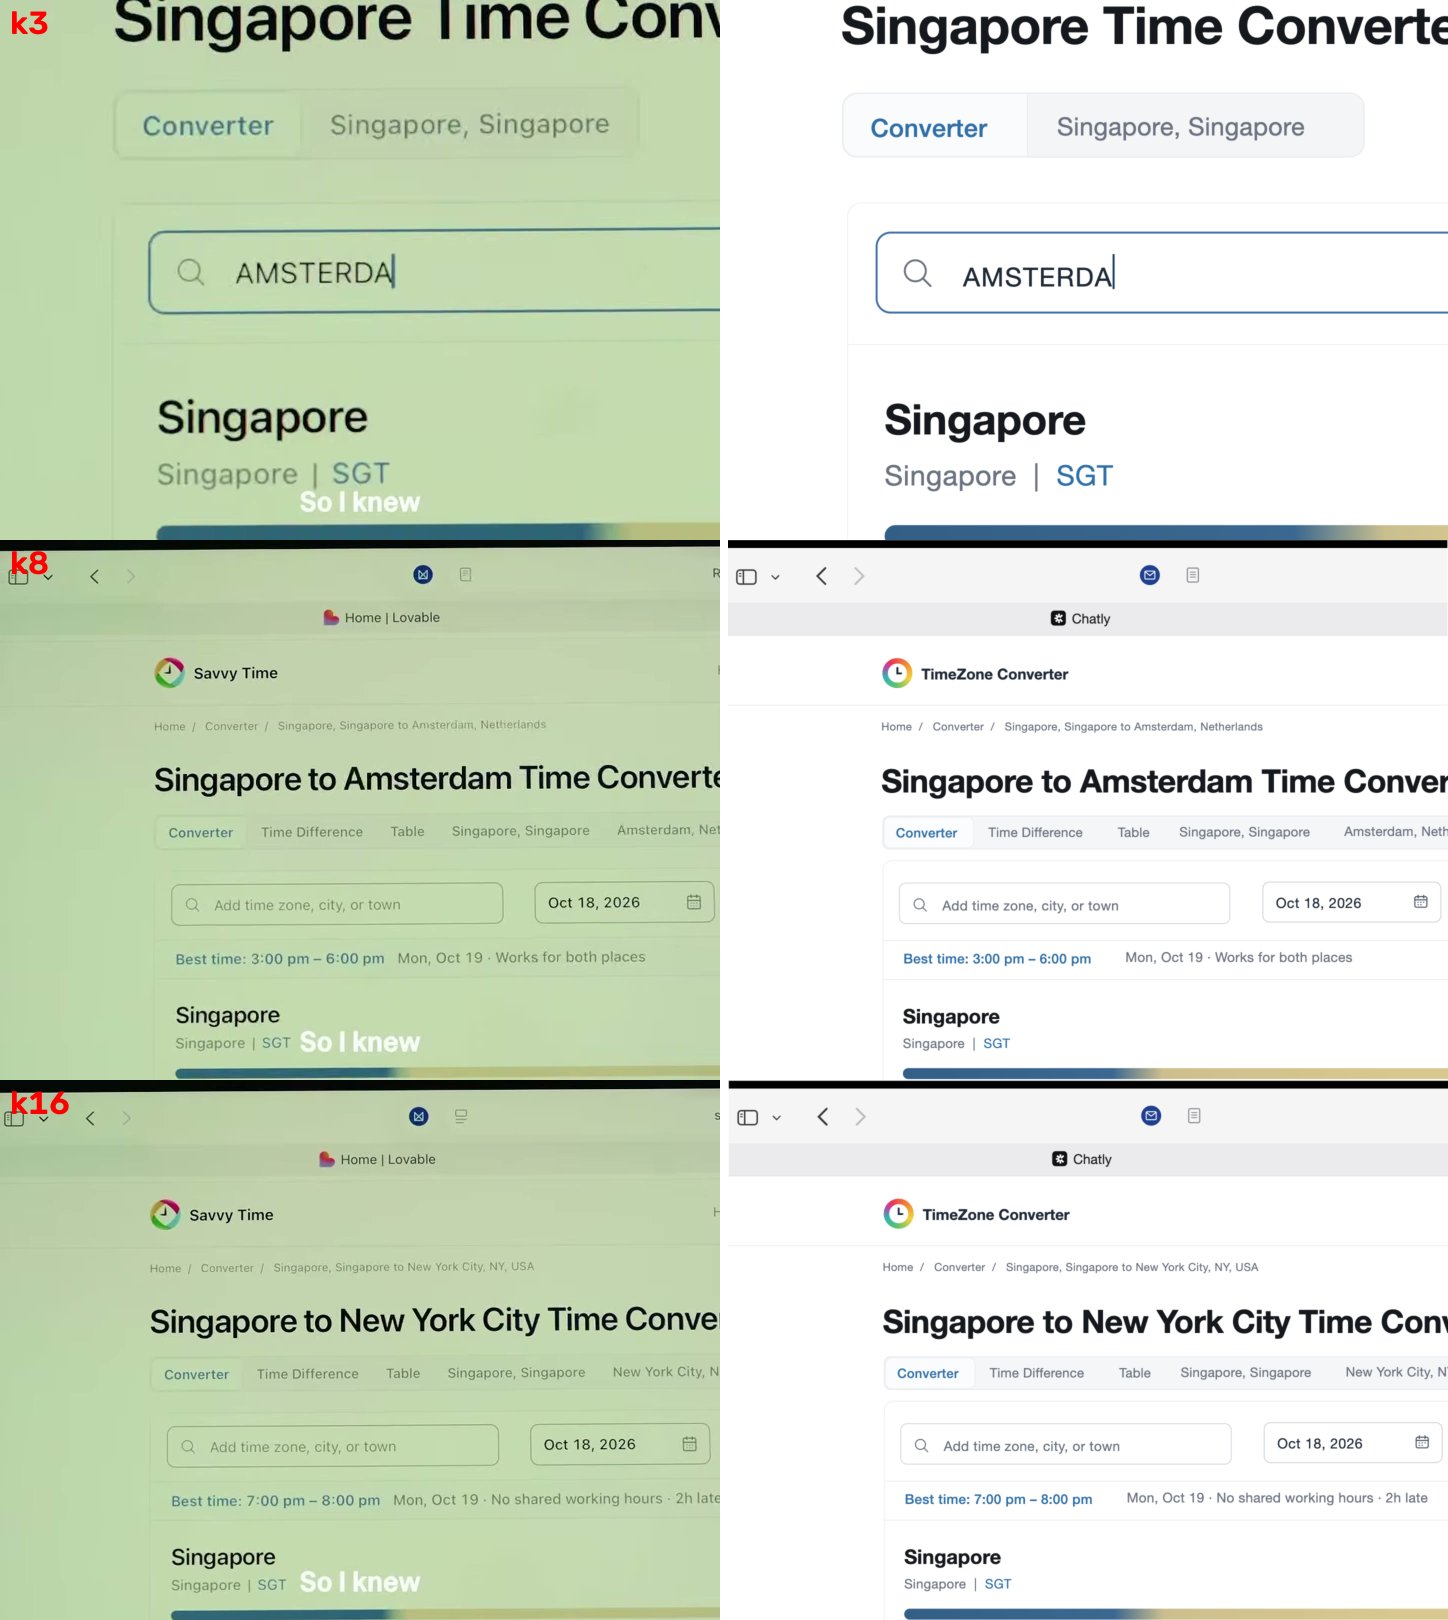 k3
Singapore Time Conv
Converter Singapore, Singapore
AMSTERDA
Singapore
Singapore | SGT
So I knew
Singapore Time Converte
Converter Singapore, Singapore
AMSTERDA
Singapore
Singapore | SGT
k8
R
Home | Lovable
Savvy Time
Home / Converter / Singapore, Singapore to Amsterdam, Netherlands
Singapore to Amsterdam Time Converte
Converter Time Difference Table Singapore, Singapore Amsterdam, Net
Add time zone, city, or town Oct 18, 2026
Best time: 3:00 pm – 6:00 pm Mon, Oct 19 · Works for both places
Singapore
Singapore | SGT
So I knew
Chatly
TimeZone Converter
Home / Converter / Singapore, Singapore to Amsterdam, Netherlands
Singapore to Amsterdam Time Conver
Converter Time Difference Table Singapore, Singapore Amsterdam, Neth
Add time zone, city, or town Oct 18, 2026
Best time: 3:00 pm – 6:00 pm Mon, Oct 19 · Works for both places
Singapore
Singapore | SGT
k16
s
Home | Lovable
Savvy Time
H
Home / Converter / Singapore, Singapore to New York City, NY, USA
Singapore to New York City Time Conve
Converter Time Difference Table Singapore, Singapore New York City, N
Add time zone, city, or town Oct 18, 2026
Best time: 7:00 pm – 8:00 pm Mon, Oct 19 · No shared working hours · 2h late
Singapore
Singapore | SGT
So I knew
Chatly
TimeZone Converter
Home / Converter / Singapore, Singapore to New York City, NY, USA
Singapore to New York City Time Conv
Converter Time Difference Table Singapore, Singapore New York City, N
Add time zone, city, or town Oct 18, 2026
Best time: 7:00 pm – 8:00 pm Mon, Oct 19 · No shared working hours · 2h late
Singapore
Singapore | SGT